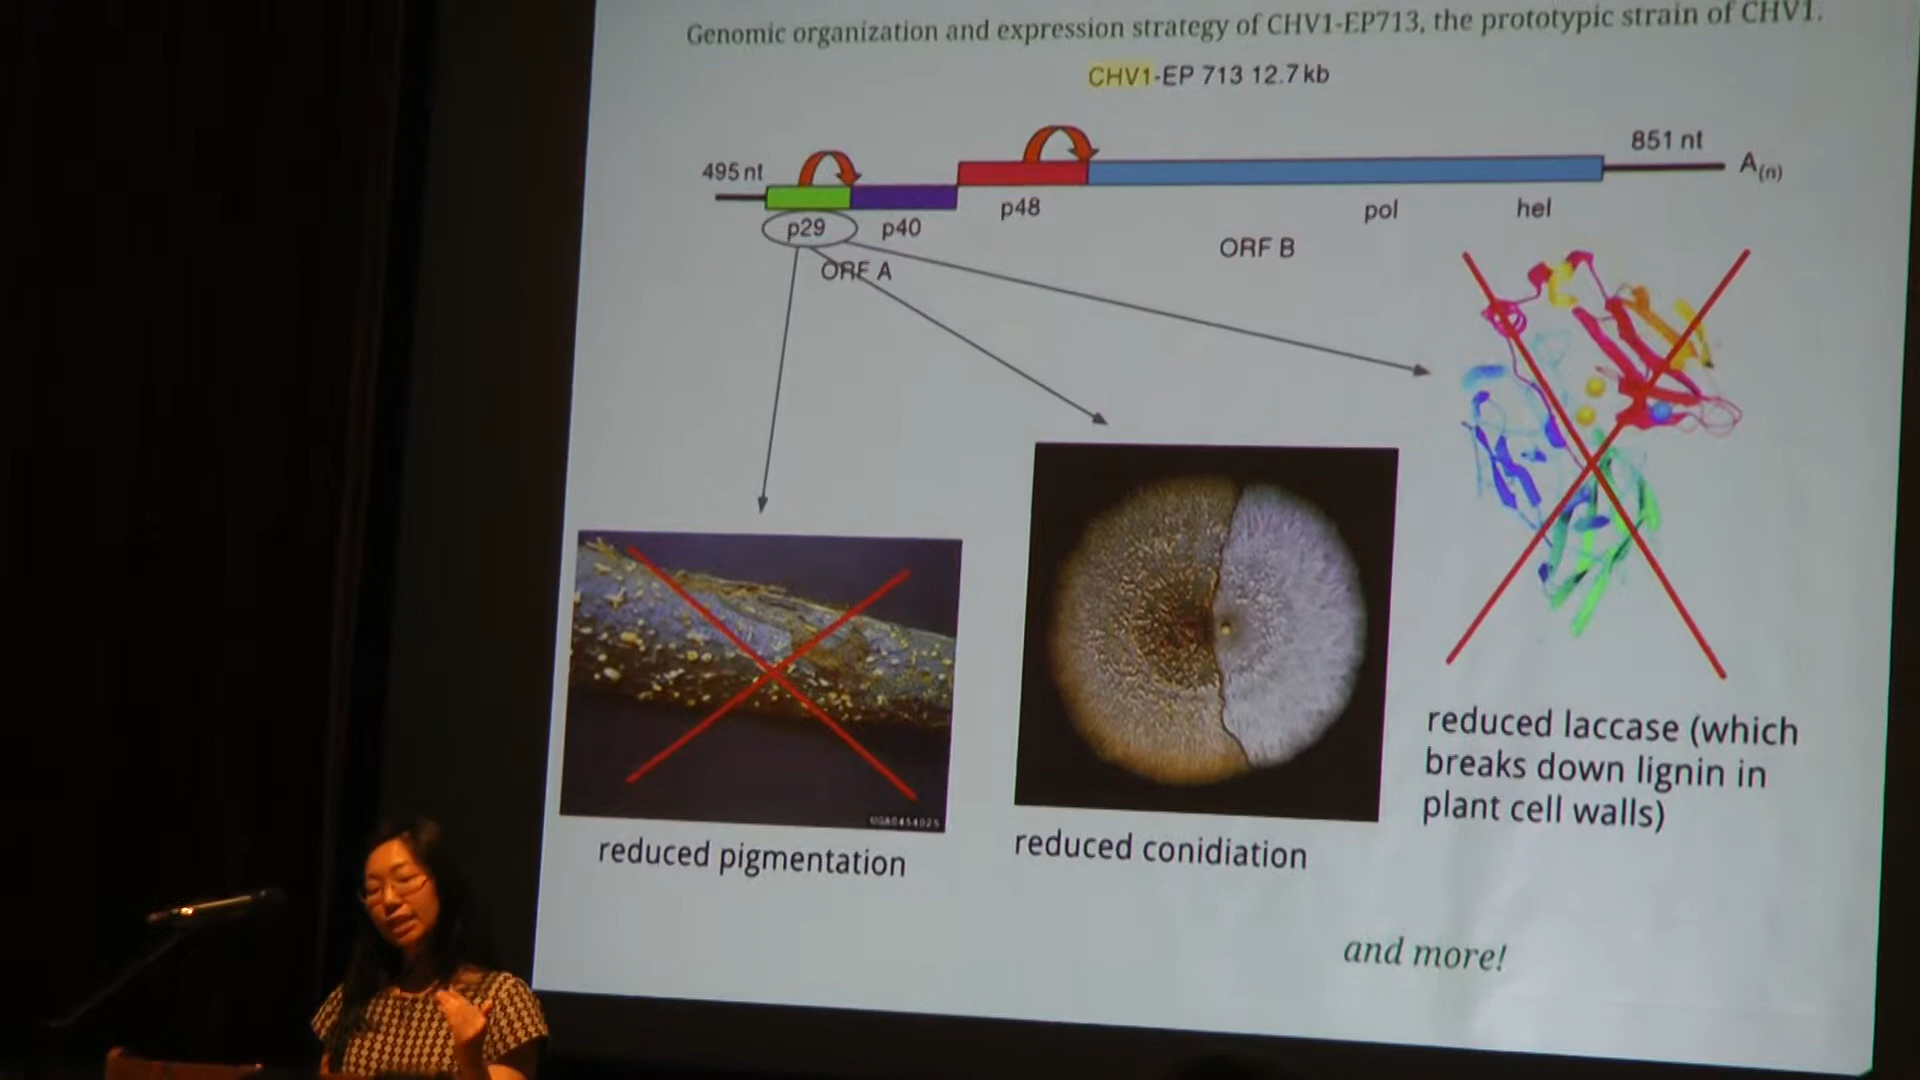 Genomic organization and expression strategy of CHV1-EP713, the prototypic strain of CHV1.
CHV1-EP 713 12.7 kb
495 nt
851 nt
A(n)
p29
p40
p48
pol
hel
ORF A
ORF B
reduced pigmentation
reduced conidiation
reduced laccase (which
breaks down lignin in
plant cell walls)
and more!